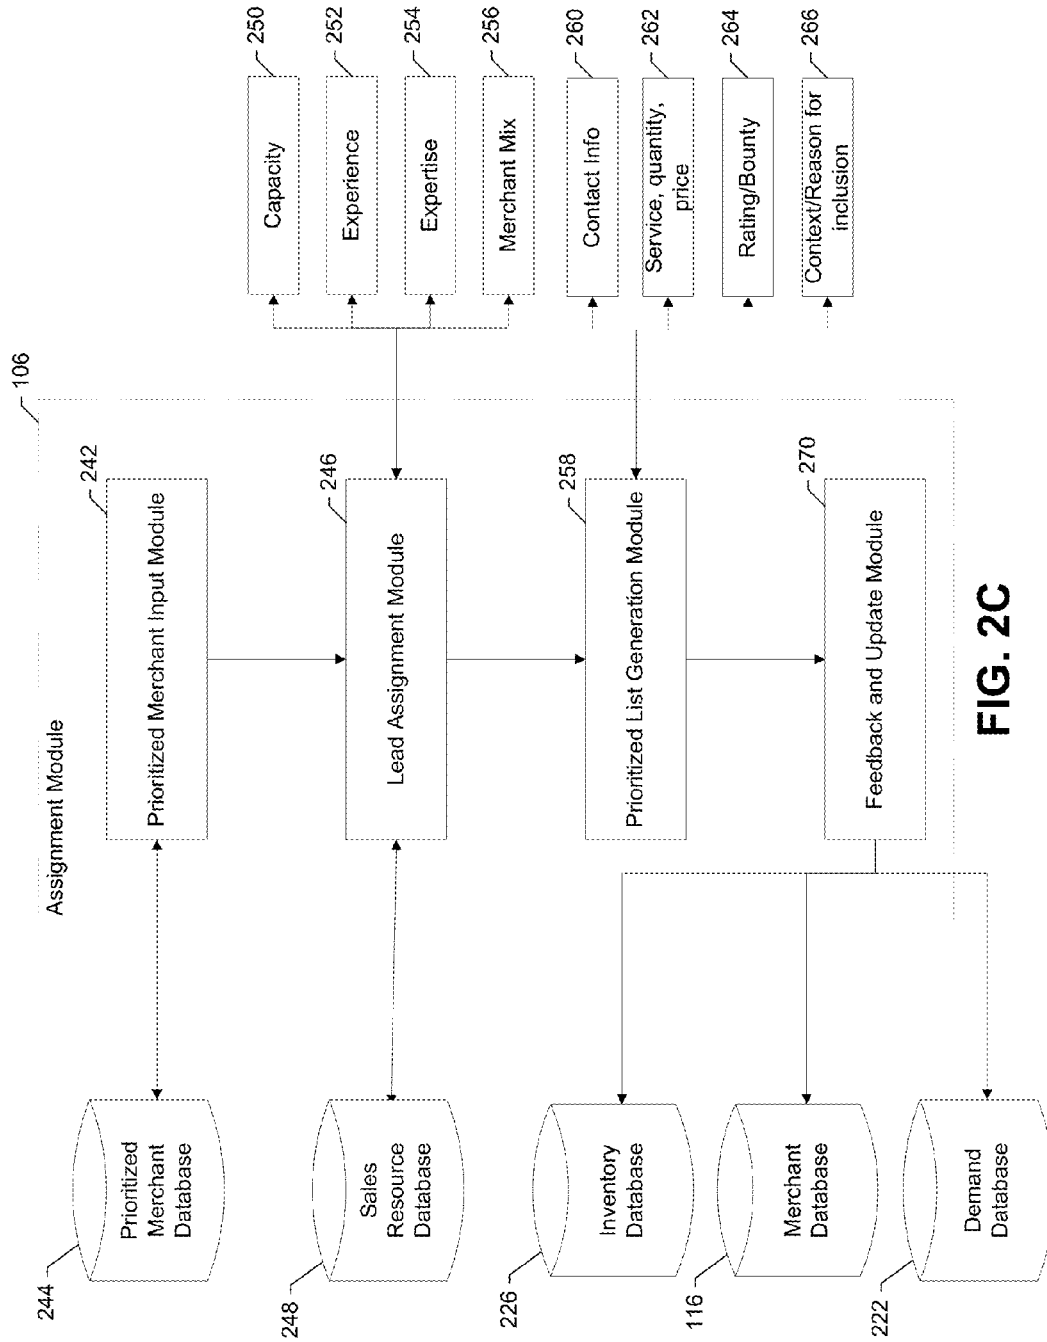 Assignment Module
106
Prioritized
Merchant
Database
244
Prioritized Merchant Input Module
242
Capacity
250
Experience
252
Expertise
254
Merchant Mix
256
Sales
Resource
Database
248
Lead Assignment Module
246
Contact Info
260
Service, quantity,
price
262
Rating/Bounty
264
Context/Reason for
inclusion
266
Prioritized List Generation Module
258
Inventory
Database
226
Merchant
Database
116
Demand
Database
222
Feedback and Update Module
270
FIG. 2C